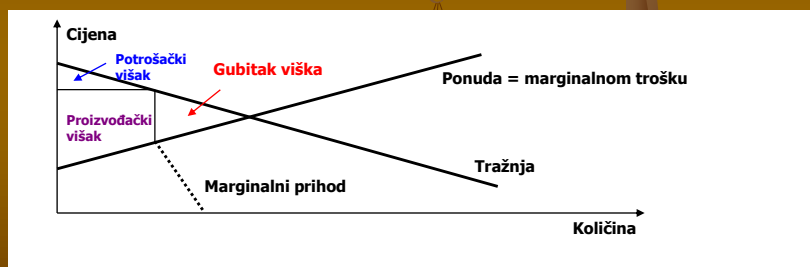 Cijena
Potrošački
višak
Gubitak viška
Ponuda = marginalnom trošku
Proizvođački
višak
Tražnja
Marginalni prihod
Količina